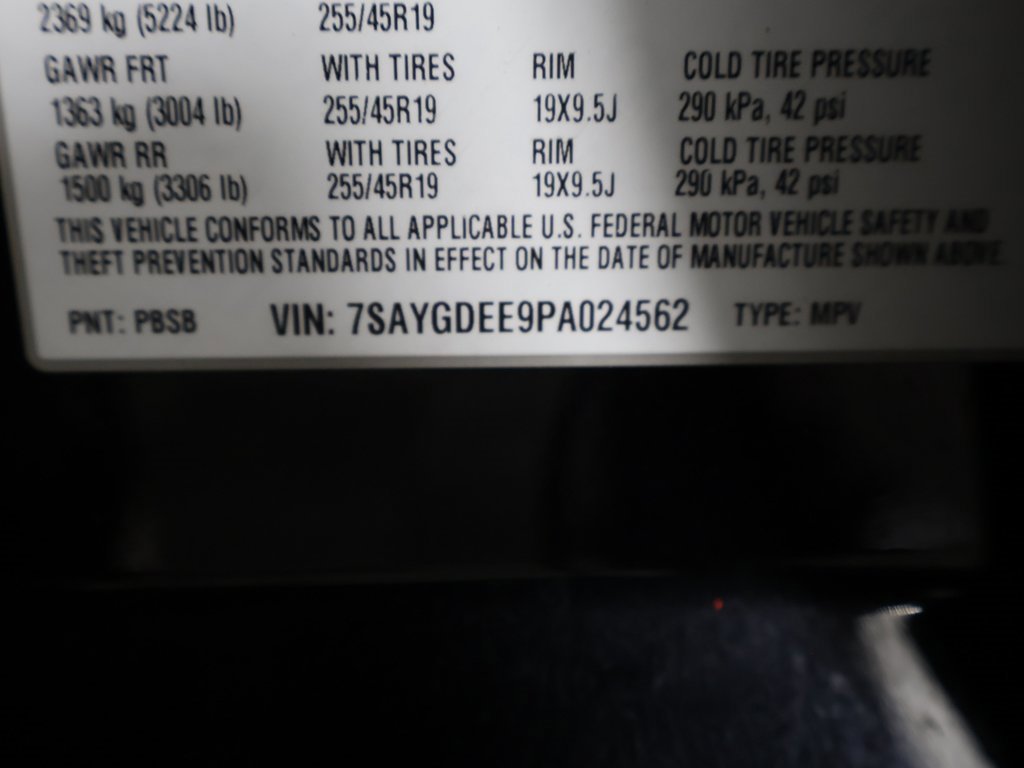 2369 kg (5224 lb) 255/45R19
GAWR FRT WITH TIRES RIM COLD TIRE PRESSURE
1363 kg (3004 lb) 255/45R19 19X9.5J 290 kPa, 42 psi
GAWR RR WITH TIRES RIM COLD TIRE PRESSURE
1500 kg (3306 lb) 255/45R19 19X9.5J 290 kPa, 42 psi
THIS VEHICLE CONFORMS TO ALL APPLICABLE U.S. FEDERAL MOTOR VEHICLE SAFETY AND
THEFT PREVENTION STANDARDS IN EFFECT ON THE DATE OF MANUFACTURE SHOWN ABOVE
PNT: PBSB VIN: 7SAYGDEE9PA024562 TYPE: MPV